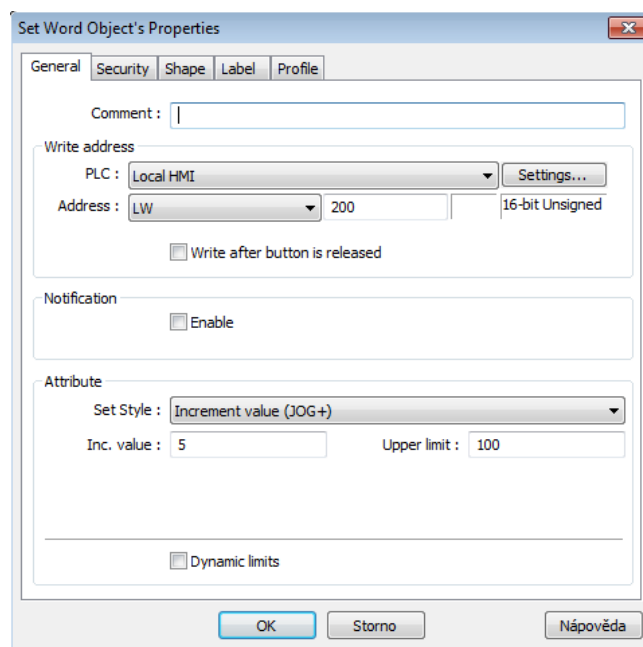 Set Word Object's Properties
General Security Shape Label Profile
Comment :
Write address
PLC : Local HMI Settings...
Address : LW 200 16-bit Unsigned
Write after button is released
Notification
Enable
Attribute
Set Style : Increment value (JOG+)
Inc. value : 5 Upper limit : 100
Dynamic limits
OK Storno Nápověda